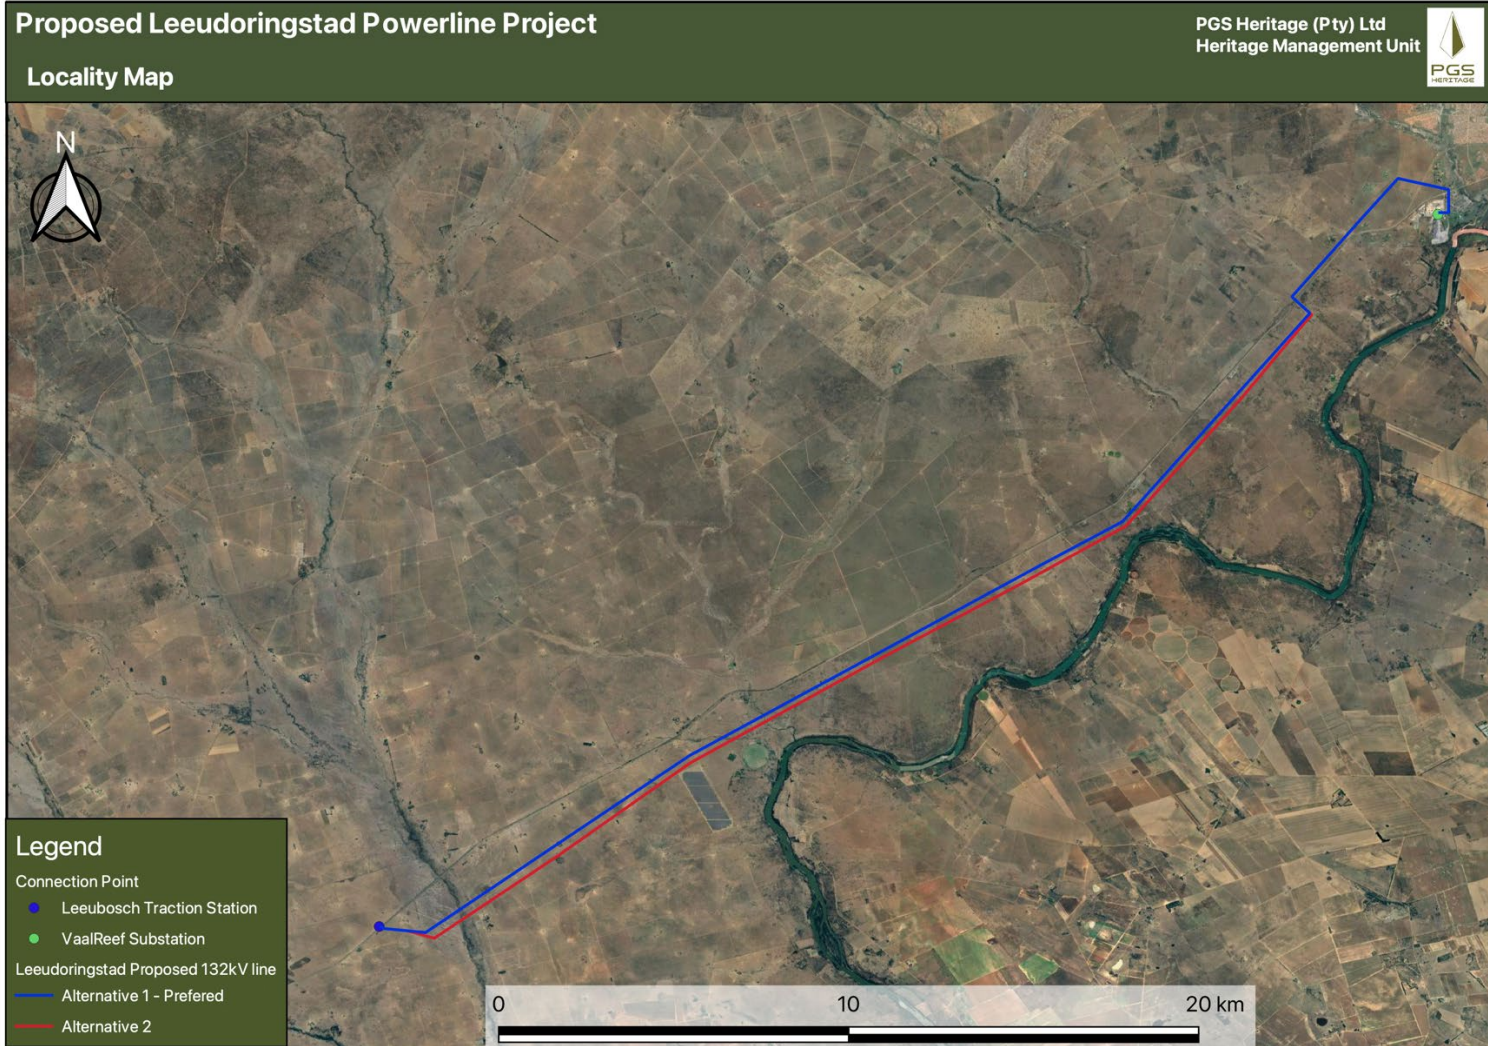 Proposed Leeudoringstad Powerline Project
Locality Map
PGS Heritage (Pty) Ltd
Heritage Management Unit
PGS
HERITAGE
N
Legend
Connection Point
Leeubosch Traction Station
VaalReef Substation
Leeudoringstad Proposed 132kV line
Alternative 1 - Prefered
Alternative 2
0 10 20 km